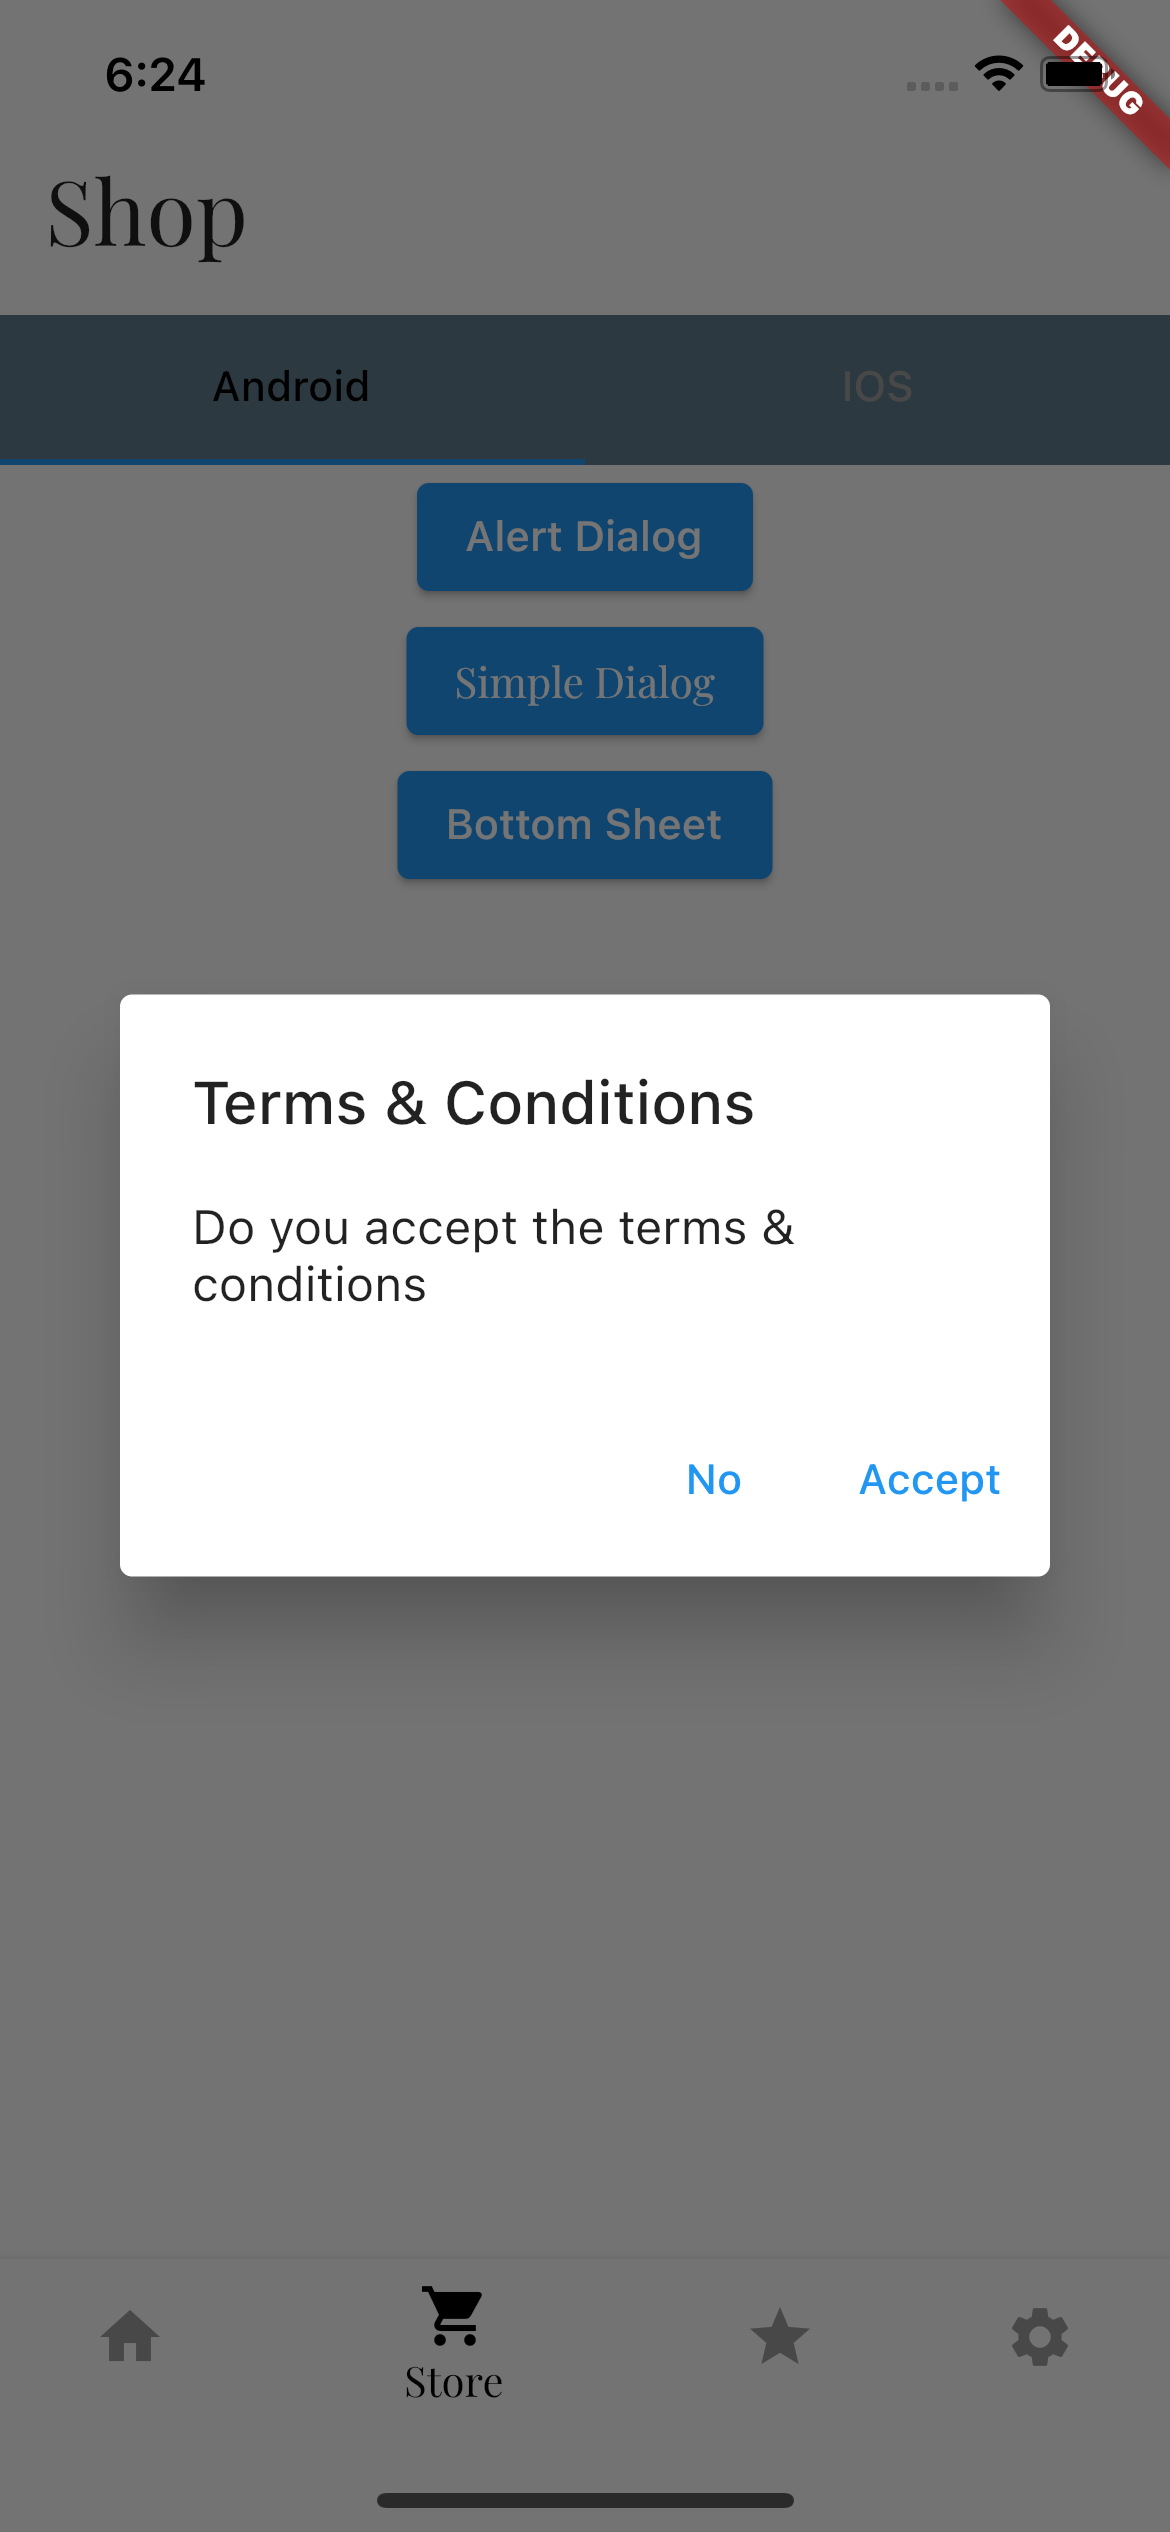 6:24
DEBUG
Shop
Android
IOS
Alert Dialog
Simple Dialog
Bottom Sheet
Terms & Conditions
Do you accept the terms &
conditions
No
Accept
Store